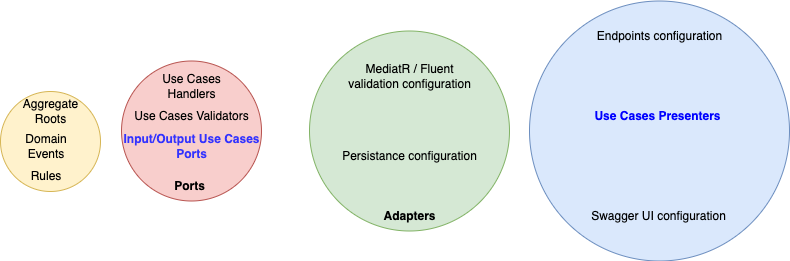 Aggregate
Roots
Domain
Events
Rules
Use Cases
Handlers
Use Cases Validators
Input/Output Use Cases
Ports
Ports
MediatR / Fluent
validation configuration
Persistance configuration
Adapters
Endpoints configuration
Use Cases Presenters
Swagger UI configuration